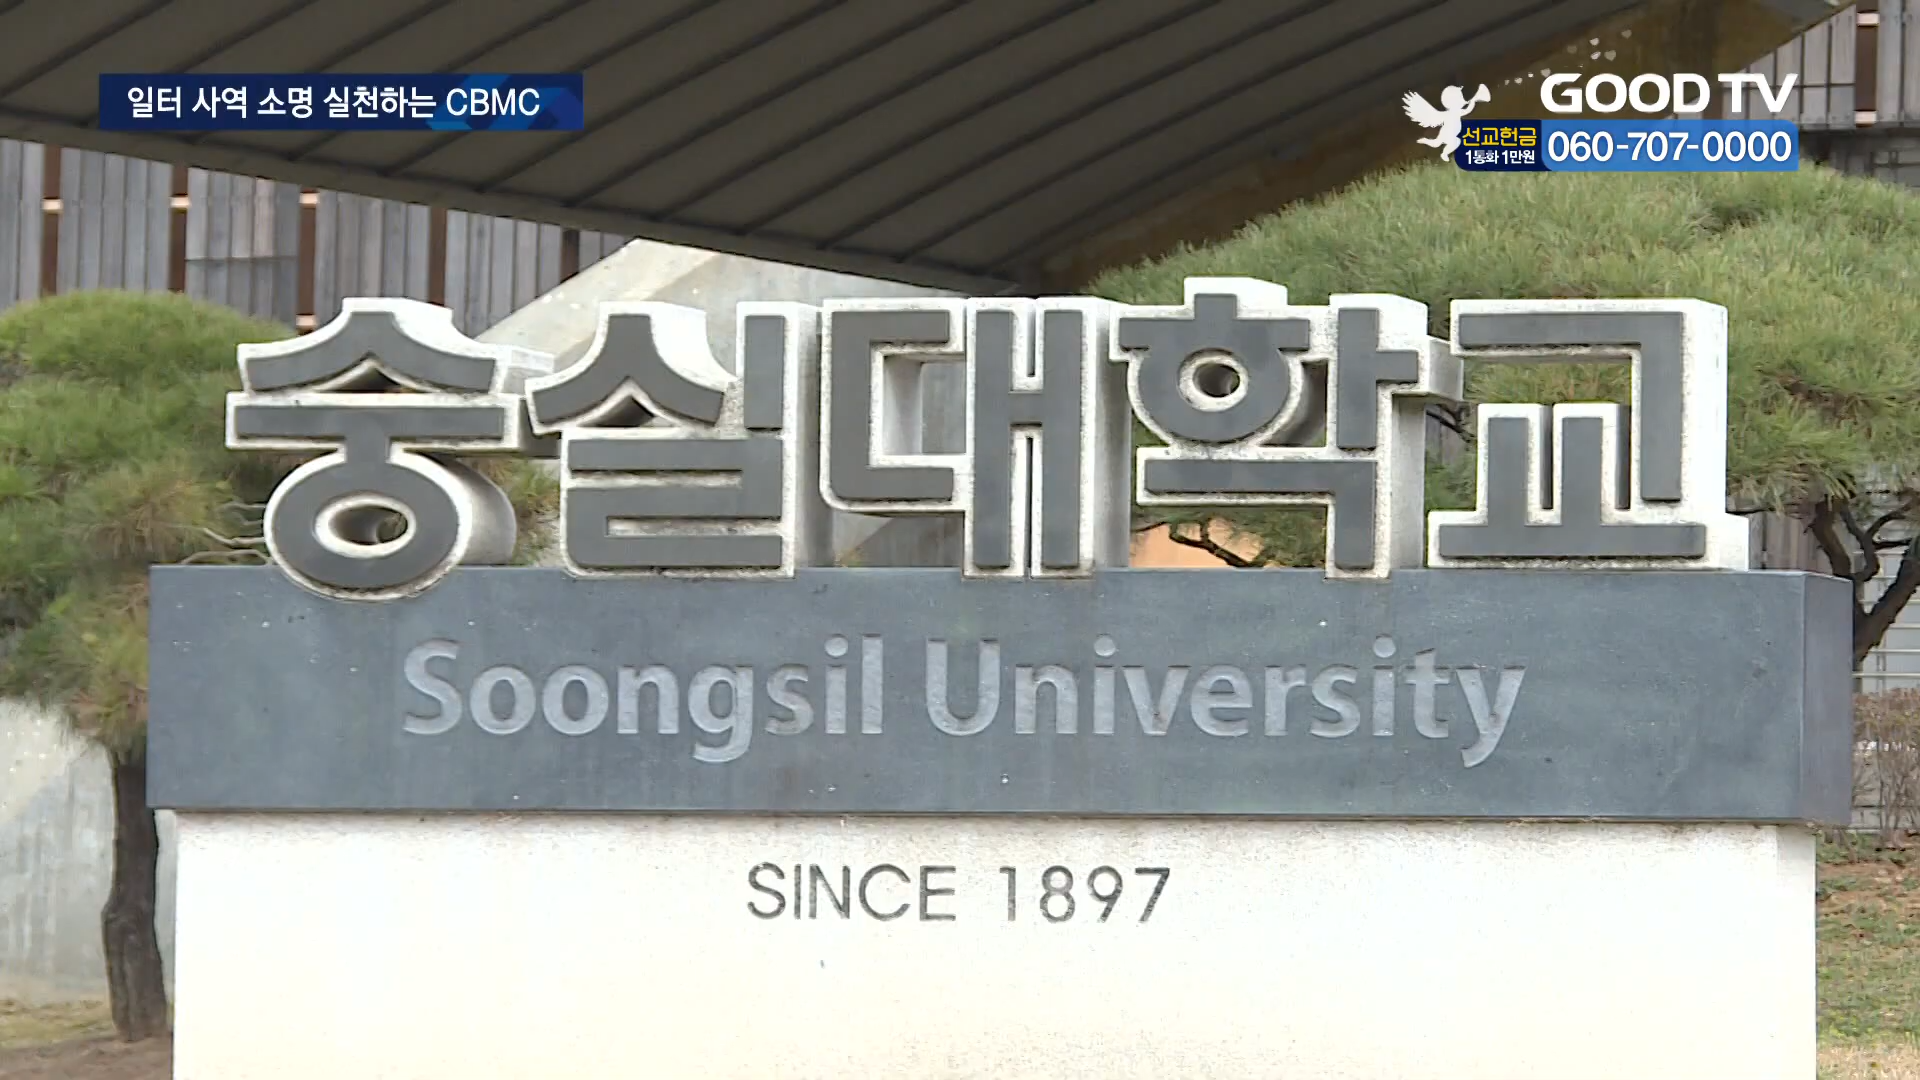 일터 사역 소명 실천하는 CBMC
GOOD TV
선교헌금
1통화 1만원
060-707-0000
숭실대학교
Soongsil University
SINCE 1897